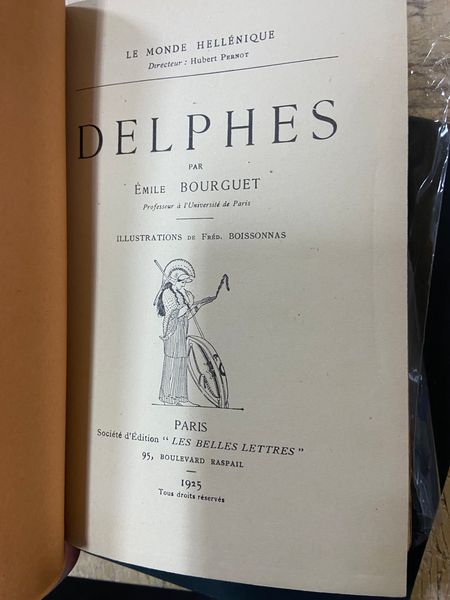 LE MONDE HELLÉNIQUE
Directeur : Hubert PERNOT
DELPHES
PAR
ÉMILE BOURGUET
Professeur à l'Université de Paris
ILLUSTRATIONS DE FRÉD. BOISSONNAS
PARIS
Société d'Édition " LES BELLES LETTRES "
95, BOULEVARD RASPAIL
1925
Tous droits réservés